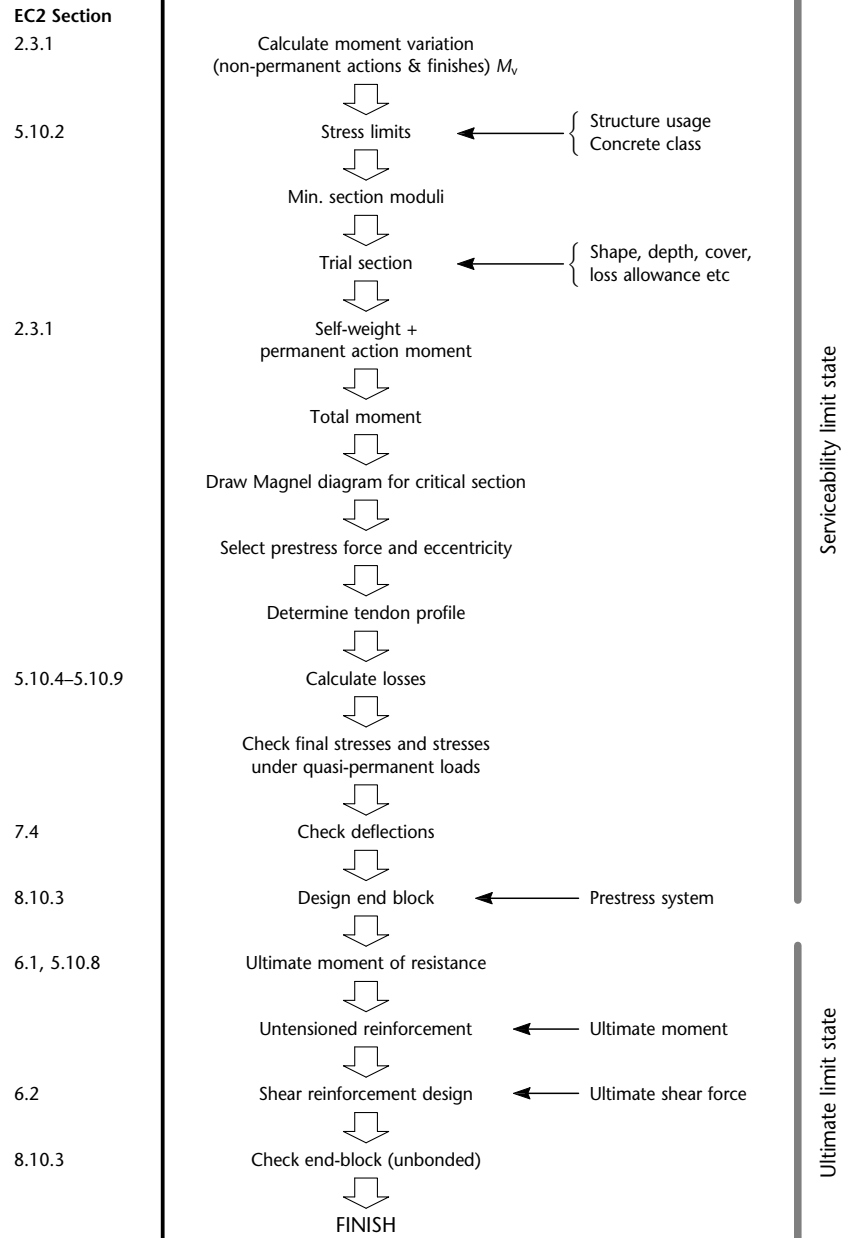 EC2 Section
2.3.1
Calculate moment variation
(non-permanent actions & finishes) Mv
5.10.2
Stress limits
Structure usage
Concrete class
Min. section moduli
Trial section
Shape, depth, cover,
loss allowance etc
2.3.1
Self-weight +
permanent action moment
Total moment
Draw Magnel diagram for critical section
Select prestress force and eccentricity
Determine tendon profile
5.10.4–5.10.9
Calculate losses
Check final stresses and stresses
under quasi-permanent loads
7.4
Check deflections
8.10.3
Design end block
Prestress system
Serviceability limit state
6.1, 5.10.8
Ultimate moment of resistance
Untensioned reinforcement
Ultimate moment
6.2
Shear reinforcement design
Ultimate shear force
8.10.3
Check end-block (unbonded)
FINISH
Ultimate limit state